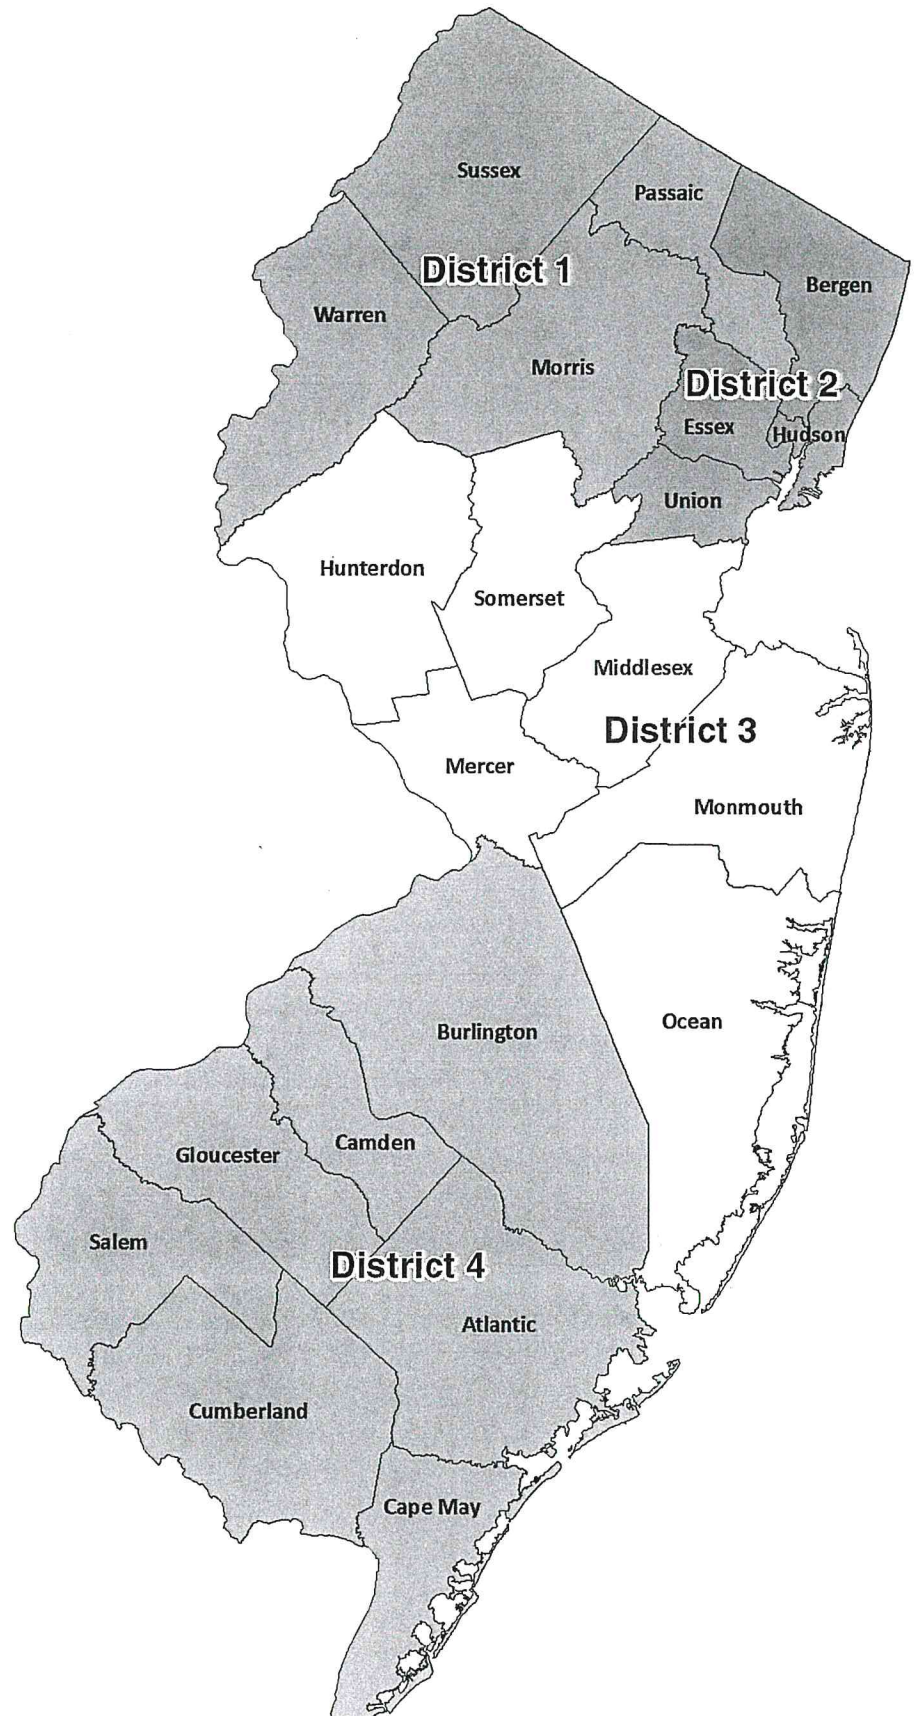 Sussex
Passaic
District 1
Bergen
Warren
Morris
District 2
Essex
Hudson
Union
Hunterdon
Somerset
Middlesex
District 3
Mercer
Monmouth
Ocean
Burlington
Camden
Gloucester
Salem
District 4
Atlantic
Cumberland
Cape May